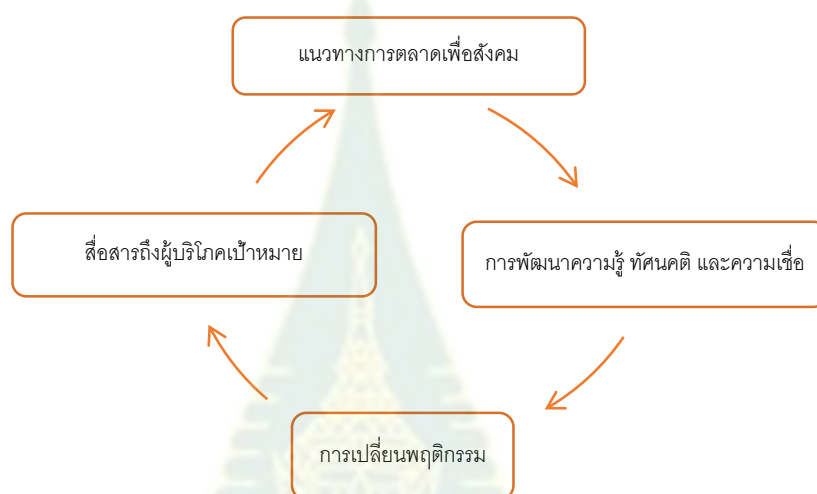 แนวทางการตลาดเพื่อสังคม
สื่อสารถึงผู้บริโภคเป้าหมาย
การพัฒนาความรู้ ทัศนคติ และความเชื่อ
การเปลี่ยนพฤติกรรม